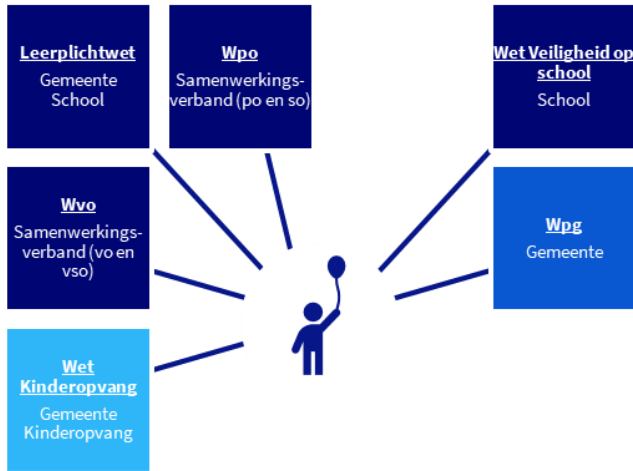 Leerplichtwet
Gemeente
School
Wpo
Samenwerkings-
verband (po en so)
Wet Veiligheid op
school
School
Wvo
Samenwerkings-
verband (vo en
vso)
Wpg
Gemeente
Wet
Kinderopvang
Gemeente
Kinderopvang